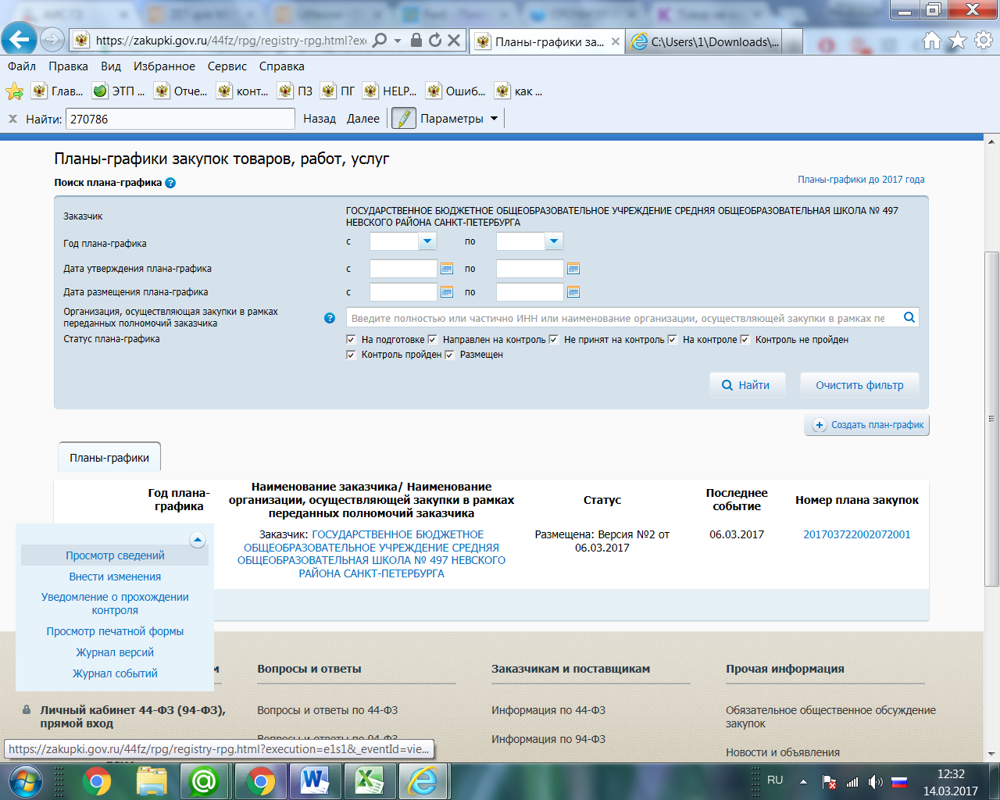 https://zakupki.gov.ru/44fz/rpg/registry-rpg.html?exe
Планы-графики за...
C:\Users\1\Downloads\...
Файл Правка Вид Избранное Сервис Справка
Глав... ЭТП ... Отче... конт... ПЗ ПГ HELP... Ошиб... как ...
x Найти: 270786 Назад Далее Параметры
Планы-графики закупок товаров, работ, услуг
Поиск плана-графика ?
Планы-графики до 2017 года
Заказчик
ГОСУДАРСТВЕННОЕ БЮДЖЕТНОЕ ОБЩЕОБРАЗОВАТЕЛЬНОЕ УЧРЕЖДЕНИЕ СРЕДНЯЯ ОБЩЕОБРАЗОВАТЕЛЬНАЯ ШКОЛА № 497
НЕВСКОГО РАЙОНА САНКТ-ПЕТЕРБУРГА
Год плана-графика с по
Дата утверждения плана-графика с по
Дата размещения плана-графика с по
Организация, осуществляющая закупки в рамках
переданных полномочий заказчика
?
Введите полностью или частично ИНН или наименование организации, осуществляющей закупки в рамках пе
Статус плана-графика
На подготовке Направлен на контроль Не принят на контроль На контроле Контроль не пройден
Контроль пройден Размещен
Найти Очистить фильтр
Создать план-график
Планы-графики
Год плана-
графика
Наименование заказчика/ Наименование
организации, осуществляющей закупки в рамках
переданных полномочий заказчика
Статус
Последнее
событие
Номер плана закупок
Заказчик: ГОСУДАРСТВЕННОЕ БЮДЖЕТНОЕ
ОБЩЕОБРАЗОВАТЕЛЬНОЕ УЧРЕЖДЕНИЕ СРЕДНЯЯ
ОБЩЕОБРАЗОВАТЕЛЬНАЯ ШКОЛА № 497 НЕВСКОГО
РАЙОНА САНКТ-ПЕТЕРБУРГА
Размещена: Версия №2 от
06.03.2017
06.03.2017
201703722002072001
Просмотр сведений
Внести изменения
Уведомление о прохождении
контроля
Просмотр печатной формы
Журнал версий
Журнал событий
Вопросы и ответы
Заказчикам и поставщикам
Прочая информация
Личный кабинет 44-ФЗ (94-ФЗ),
прямой вход
Вопросы и ответы по 44-ФЗ
Информация по 44-ФЗ
Обязательное общественное обсуждение
закупок
Вопросы и ответы по 94-ФЗ
Информация по 94-ФЗ
Новости и объявления
https://zakupki.gov.ru/44fz/rpg/registry-rpg.html?execution=e1s1&_eventId=vie...
RU
12:32
14.03.2017